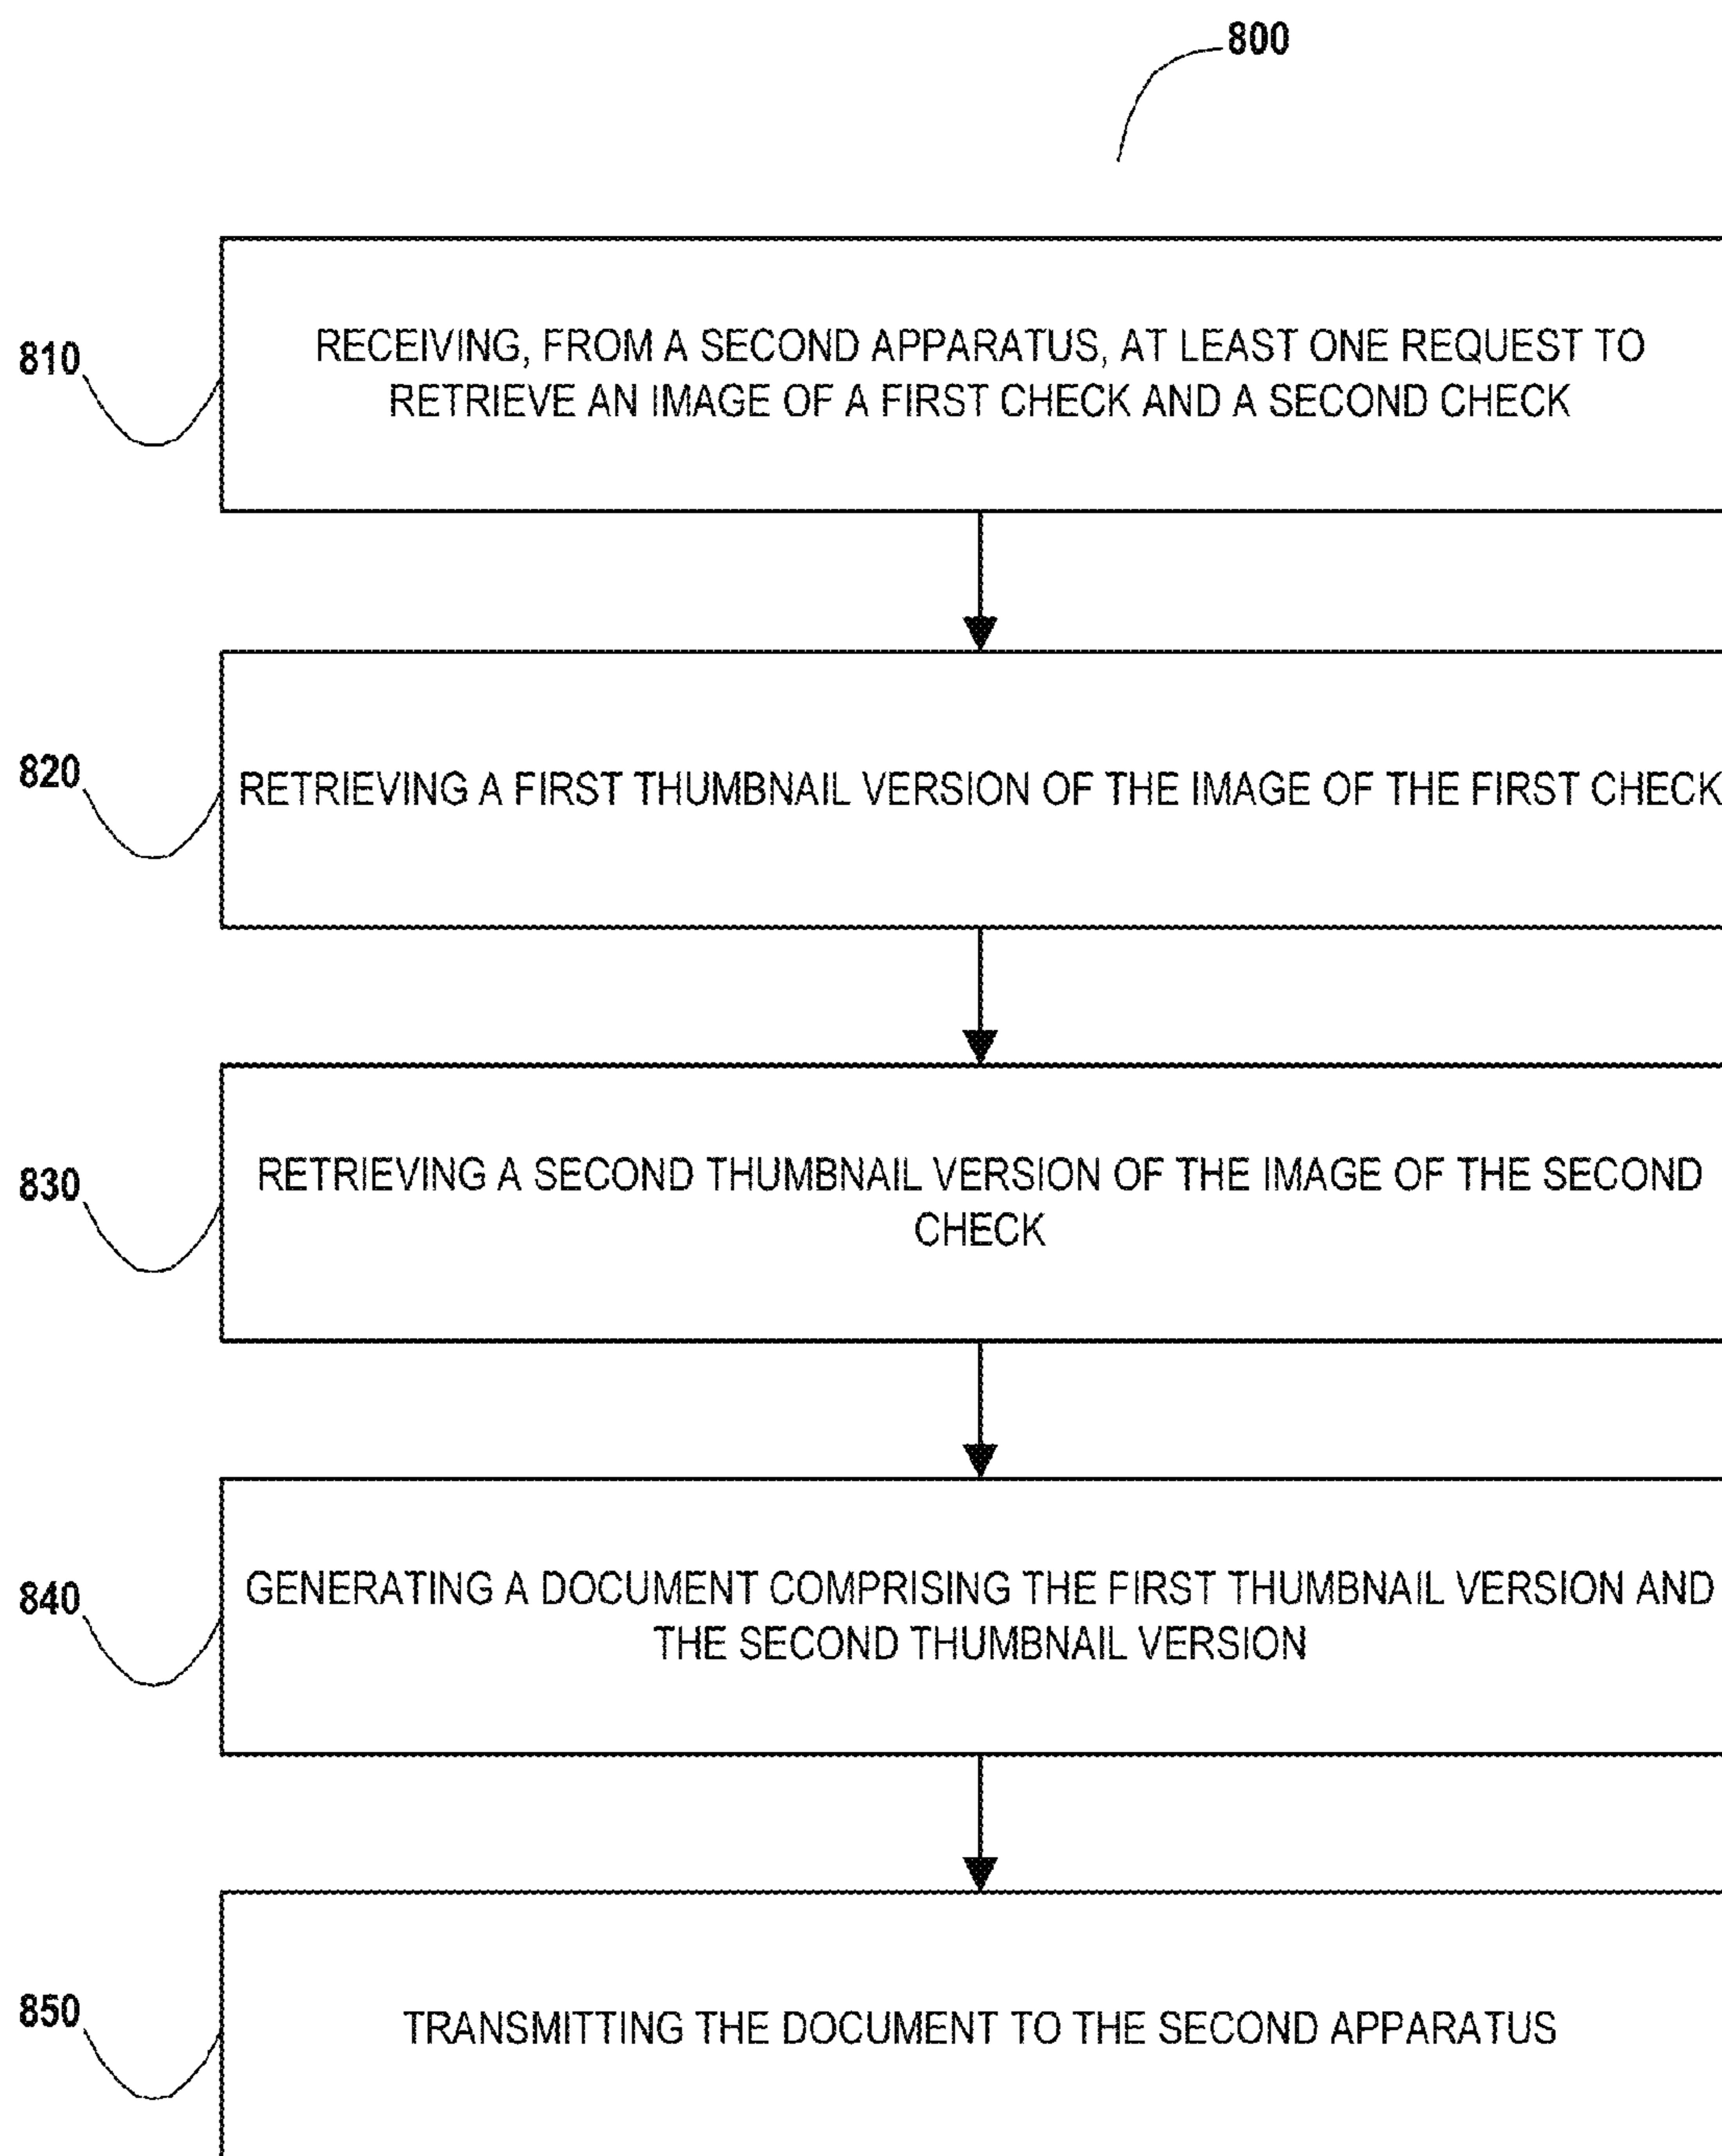 800
810
RECEIVING, FROM A SECOND APPARATUS, AT LEAST ONE REQUEST TO
RETRIEVE AN IMAGE OF A FIRST CHECK AND A SECOND CHECK
820
RETRIEVING A FIRST THUMBNAIL VERSION OF THE IMAGE OF THE FIRST CHECK
830
RETRIEVING A SECOND THUMBNAIL VERSION OF THE IMAGE OF THE SECOND
CHECK
840
GENERATING A DOCUMENT COMPRISING THE FIRST THUMBNAIL VERSION AND
THE SECOND THUMBNAIL VERSION
850
TRANSMITTING THE DOCUMENT TO THE SECOND APPARATUS